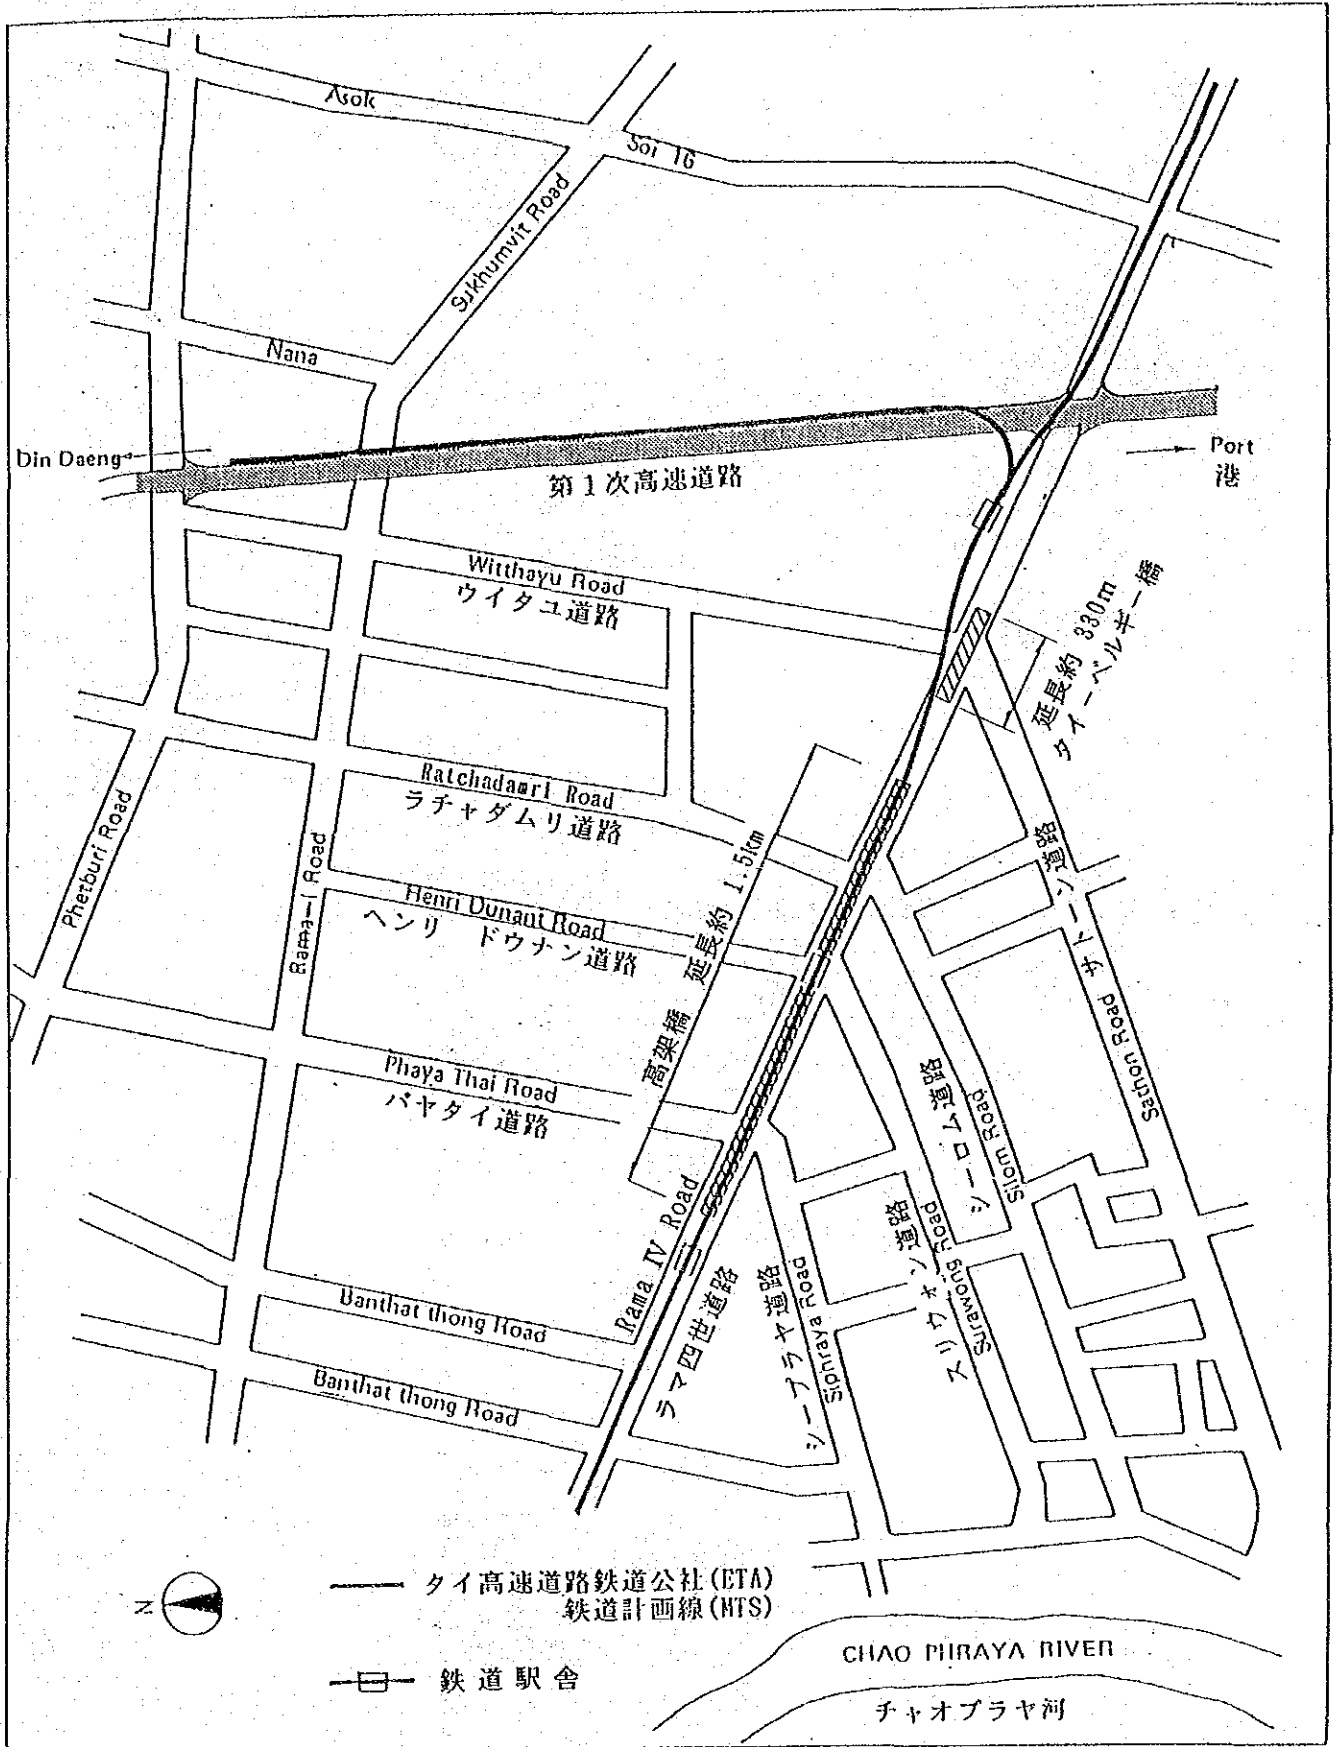 Asok
Soi 16
Sukhumvit Road
Nana
Din Daeng
Port
港
第1次高速道路
Witthayu Road
ウイタユ道路
延長約 330m
タイーベルギー橋
Ratchadamri Road
ラチャダムリ道路
Phetburi Road
Rama-I Road
Henri Dunant Road
ヘンリ ドウナン道路
高架橋 延長約 1.5km
サトーン道路
Sathon Road
Phaya Thai Road
パヤタイ道路
シーロム道路
Silom Road
スリウォン道路
Surawong Road
Rama IV Road
ラマ四世道路
シープラヤ道路
Siphraya Road
Banthat thong Road
Banthat thong Road
N
タイ高速道路鉄道公社(ETA)
鉄道計画線(MTS)
鉄道駅舎
CHAO PHRAYA RIVER
チャオプラヤ河